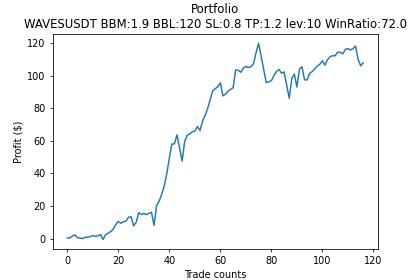 Portfolio
WAVESUSDT BBM:1.9 BBL:120 SL:0.8 TP:1.2 lev:10 WinRatio:72.0
120
100
80
60
40
20
0
Profit ($)
0 20 40 60 80 100 120
Trade counts